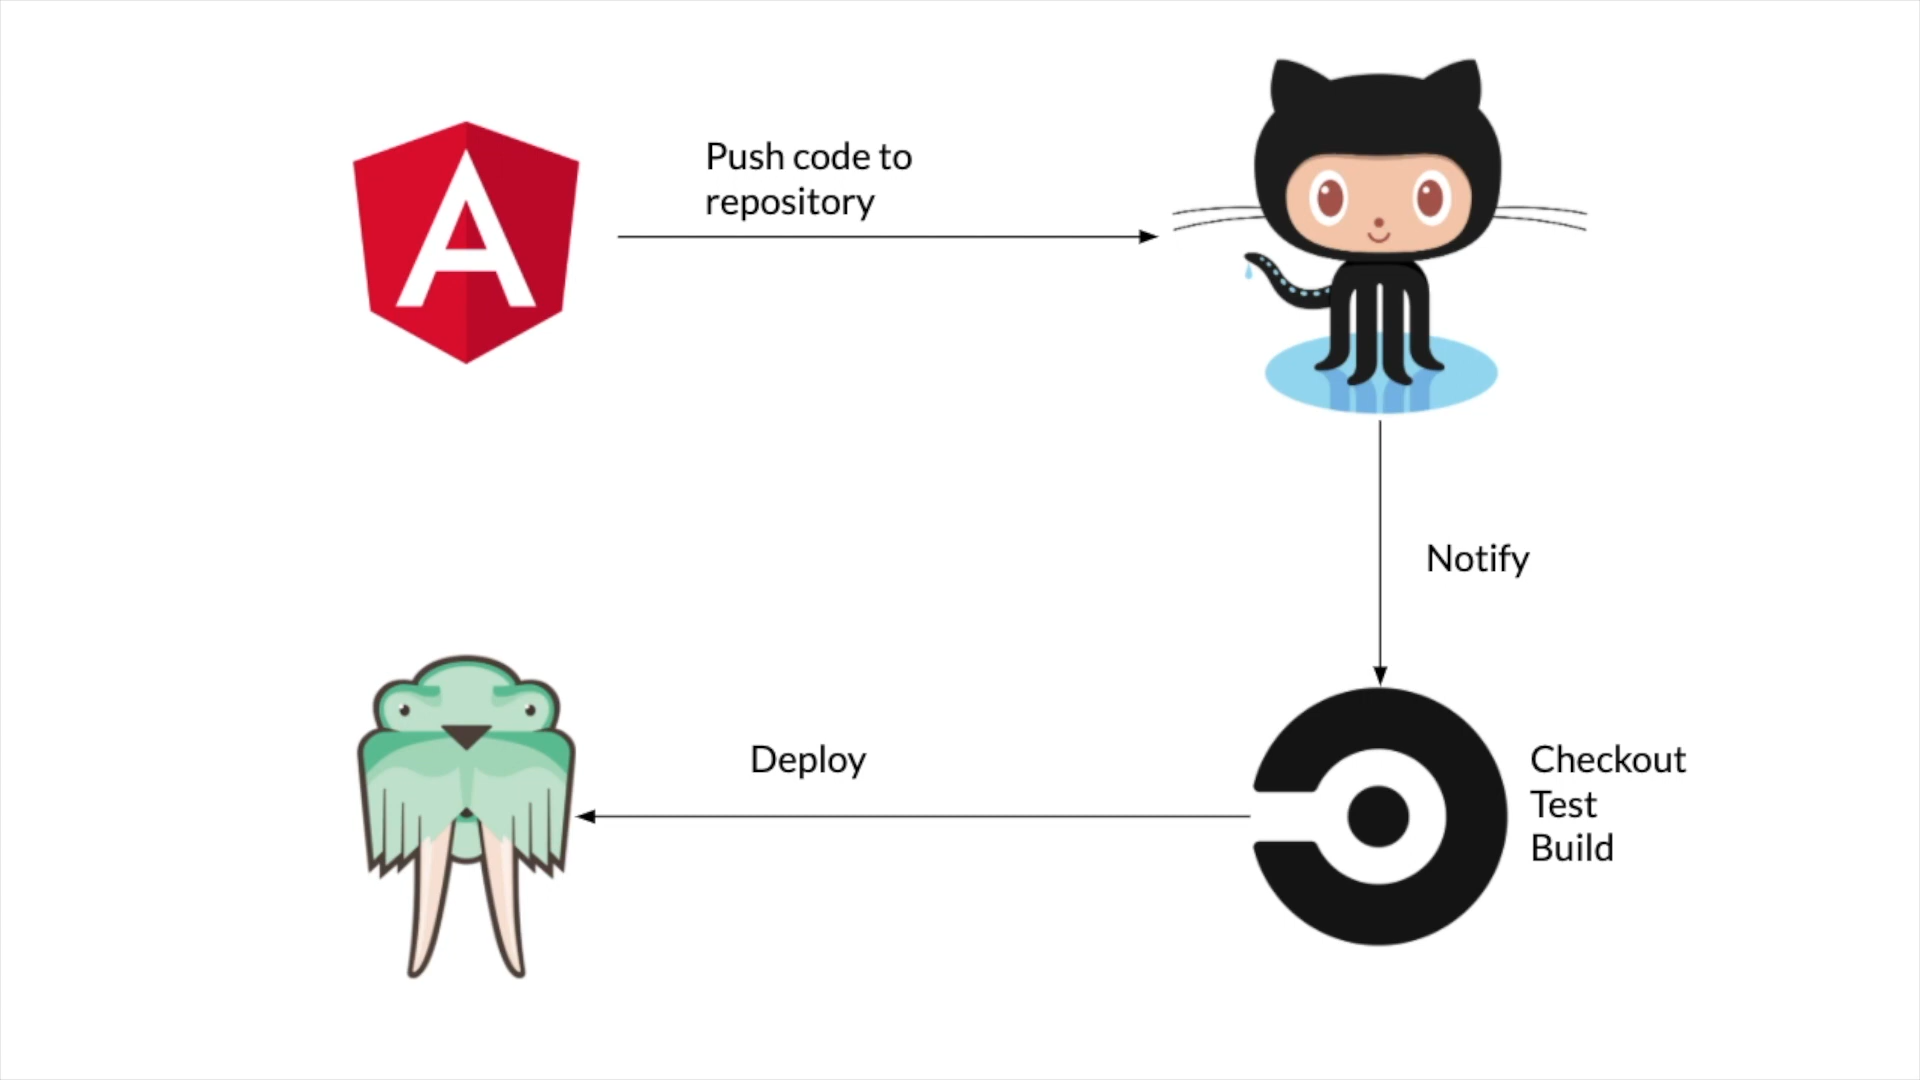 Push code to
repository
Notify
Deploy
Checkout
Test
Build